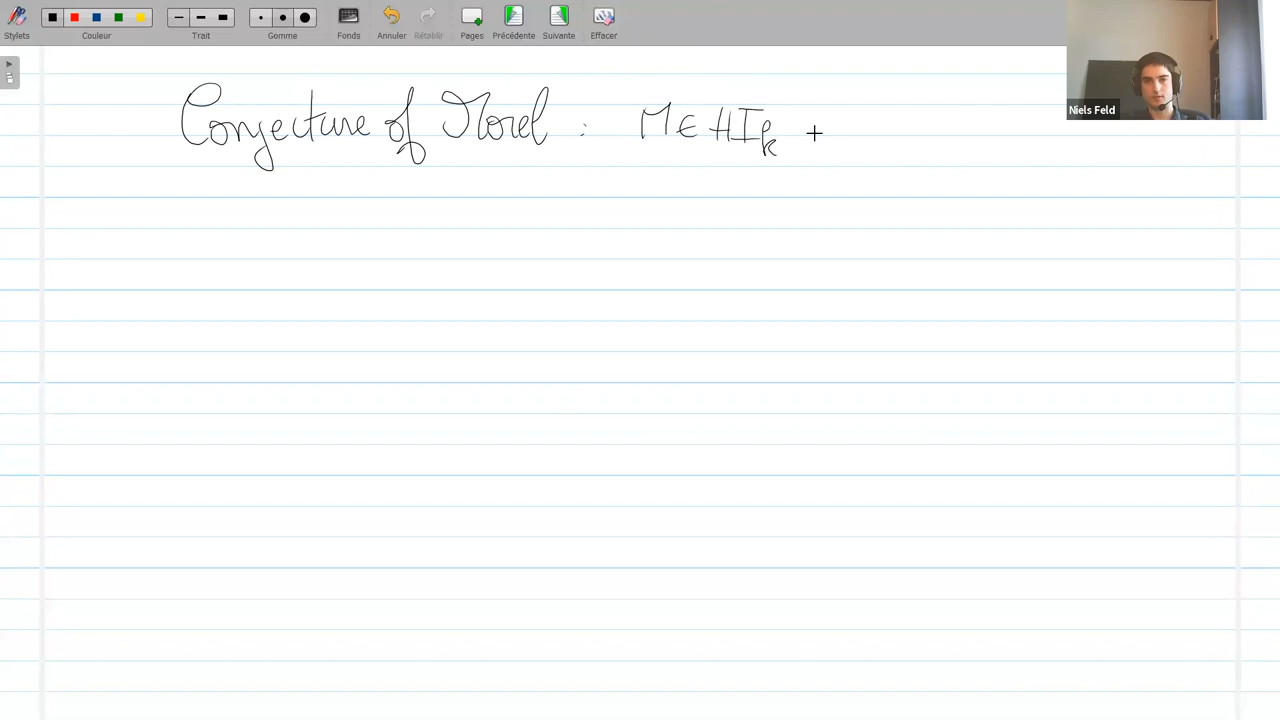 Stylets Couleur Trait Gomme Fonds Annuler Rétablir Pages Précédente Suivante Effacer
Niels Feld
Conjecture of Morel : M ∈ HI_k